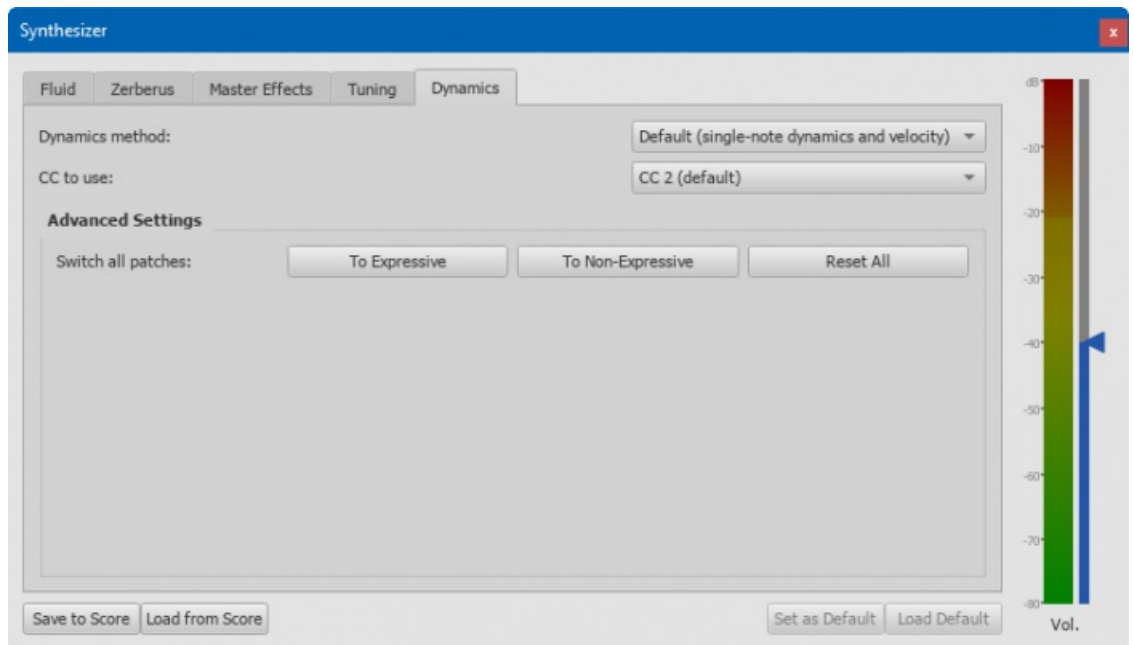 Synthesizer
x
Fluid Zerberus Master Effects Tuning Dynamics
Dynamics method: Default (single-note dynamics and velocity)
CC to use: CC 2 (default)
Advanced Settings
Switch all patches: To Expressive To Non-Expressive Reset All
dB
-10
-20
-30
-40
-50
-60
-70
-80
Vol.
Save to Score Load from Score Set as Default Load Default